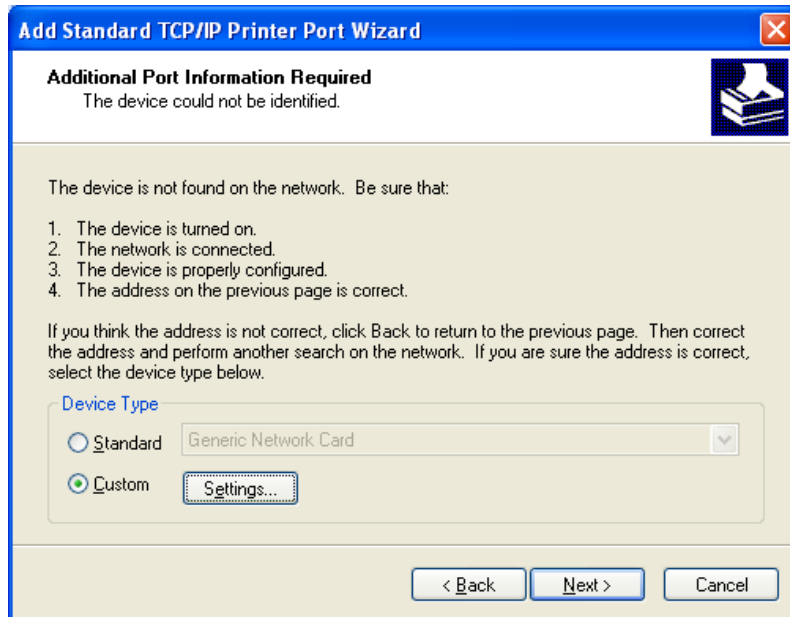 Add Standard TCP/IP Printer Port Wizard
Additional Port Information Required
The device could not be identified.
The device is not found on the network.  Be sure that:
1.  The device is turned on.
2.  The network is connected.
3.  The device is properly configured.
4.  The address on the previous page is correct.
If you think the address is not correct, click Back to return to the previous page.  Then correct
the address and perform another search on the network.  If you are sure the address is correct,
select the device type below.
Device Type
Standard
Generic Network Card
Custom
Settings...
< Back
Next >
Cancel